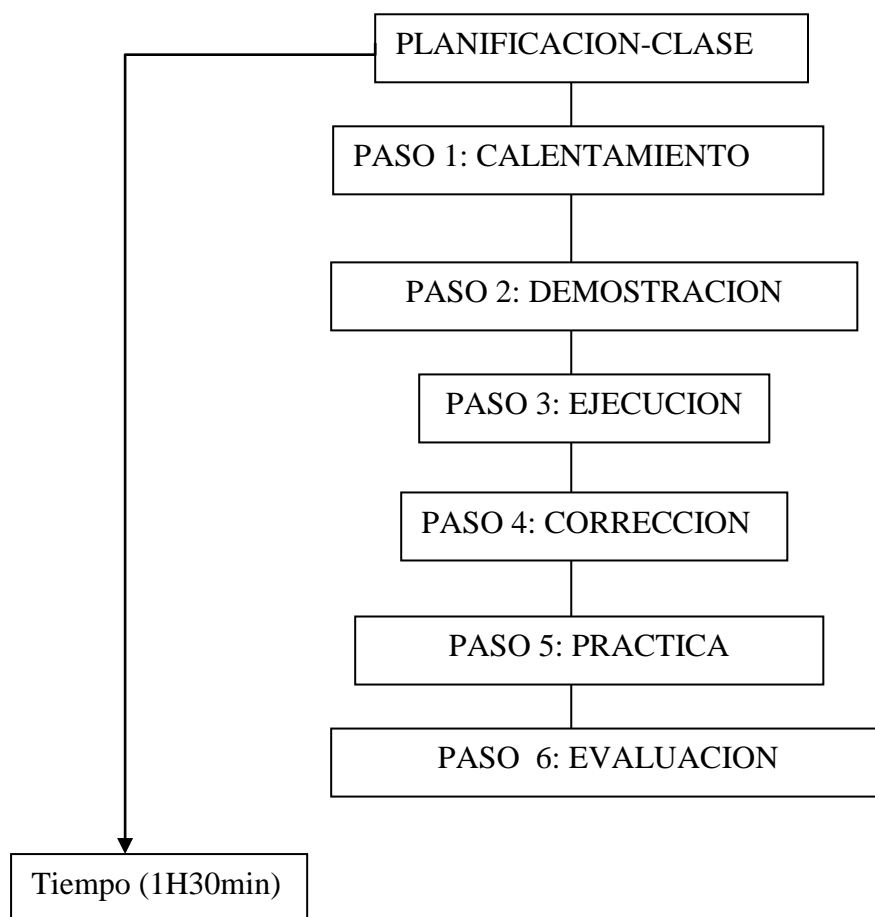 PLANIFICACION-CLASE
PASO 1: CALENTAMIENTO
PASO 2: DEMOSTRACION
PASO 3: EJECUCION
PASO 4: CORRECCION
PASO 5: PRACTICA
PASO 6: EVALUACION
Tiempo (1H30min)